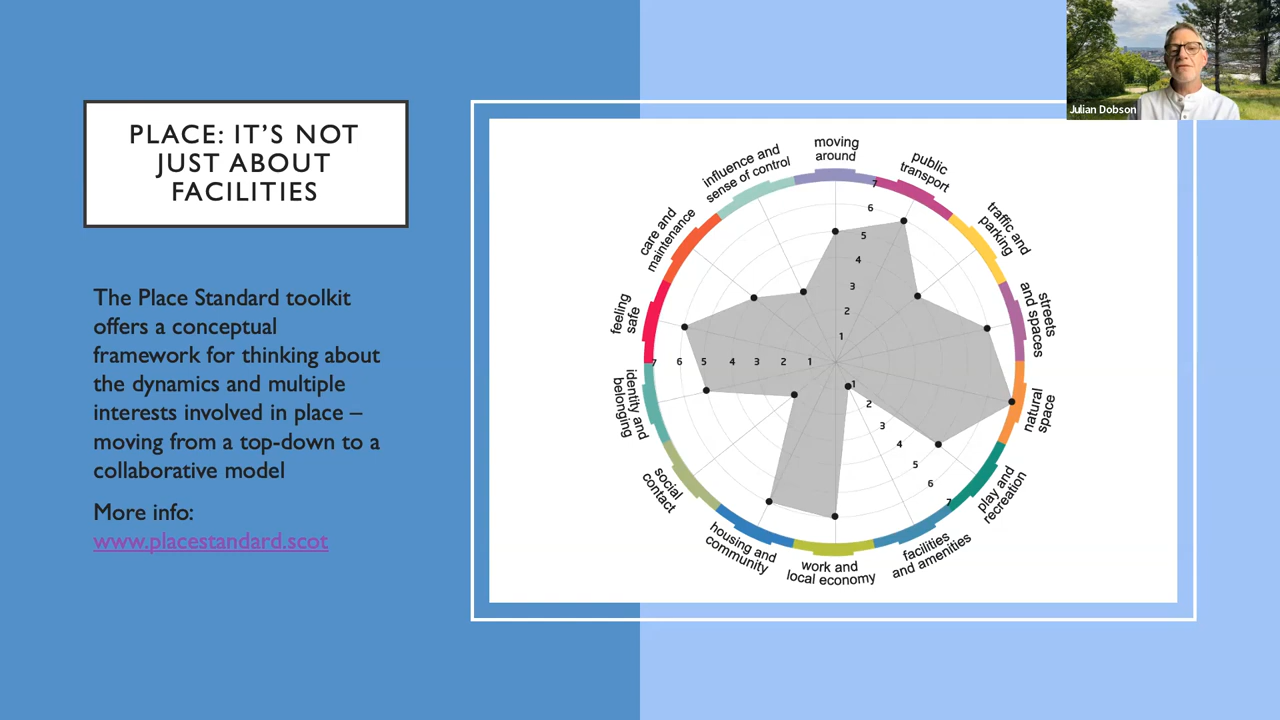 Julian Dobson
PLACE: IT'S NOT
JUST ABOUT
FACILITIES
The Place Standard toolkit
offers a conceptual
framework for thinking about
the dynamics and multiple
interests involved in place –
moving from a top-down to a
collaborative model
More info:
www.placestandard.scot
moving
around
public
transport
traffic and
parking
streets
and spaces
natural
space
play and
recreation
facilities
and amenities
work and
local economy
housing and
community
social
contact
identity and
belonging
feeling
safe
care and
maintenance
influence and
sense of control
7
6
5
4
3
2
1
7 6 5 4 3 2 1
1
2
3
4
5
6
7